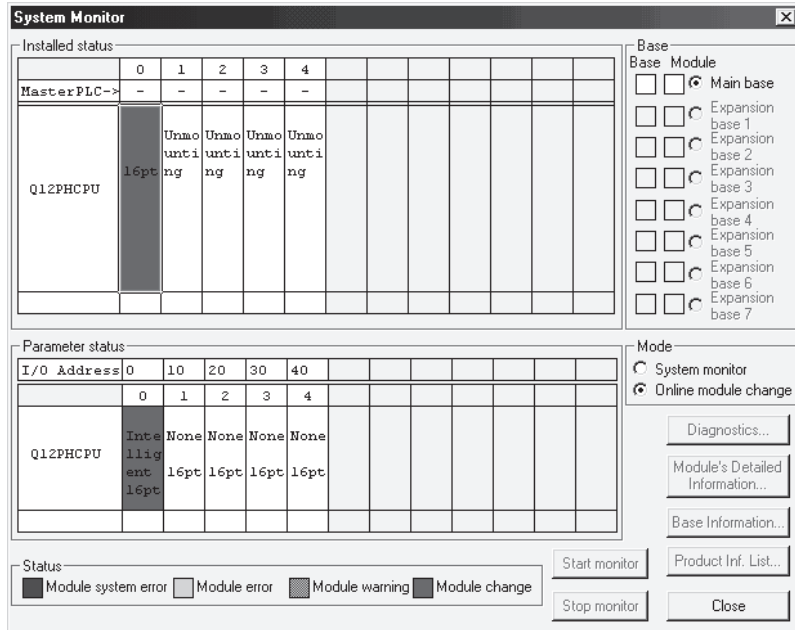 System Monitor
Installed status
0 1 2 3 4
MasterPLC-> - - - - -
Q12PHCPU 16pt Unmounting Unmounting Unmounting Unmounting
Base
Base Module
Main base
Expansion base 1
Expansion base 2
Expansion base 3
Expansion base 4
Expansion base 5
Expansion base 6
Expansion base 7
Parameter status
I/O Address 0 10 20 30 40
0 1 2 3 4
Q12PHCPU Intelligent 16pt None 16pt None 16pt None 16pt None 16pt
Mode
System monitor
Online module change
Diagnostics...
Module's Detailed
Information...
Base Information...
Product Inf. List...
Status
Module system error Module error Module warning Module change
Start monitor
Stop monitor
Close